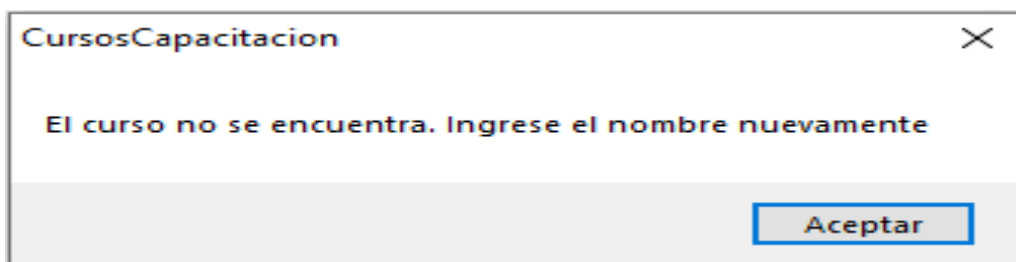 CursosCapacitacion
El curso no se encuentra. Ingrese el nombre nuevamente
Aceptar